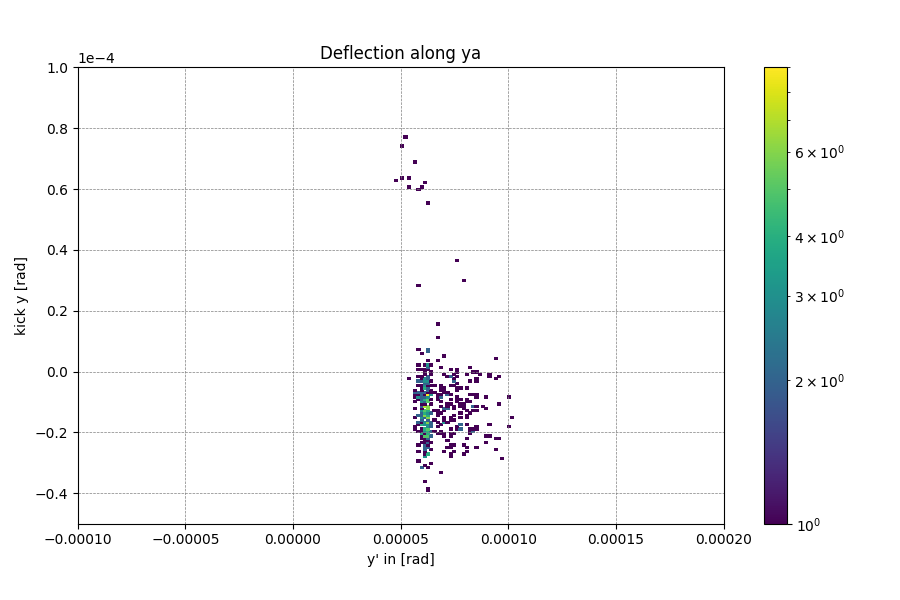 Deflection along ya
1e−4
1.0
0.8
0.6
0.4
0.2
0.0
−0.2
−0.4
kick y [rad]
−0.00010 −0.00005 0.00000 0.00005 0.00010 0.00015 0.00020
y' in [rad]
6 × 10⁰
4 × 10⁰
3 × 10⁰
2 × 10⁰
10⁰